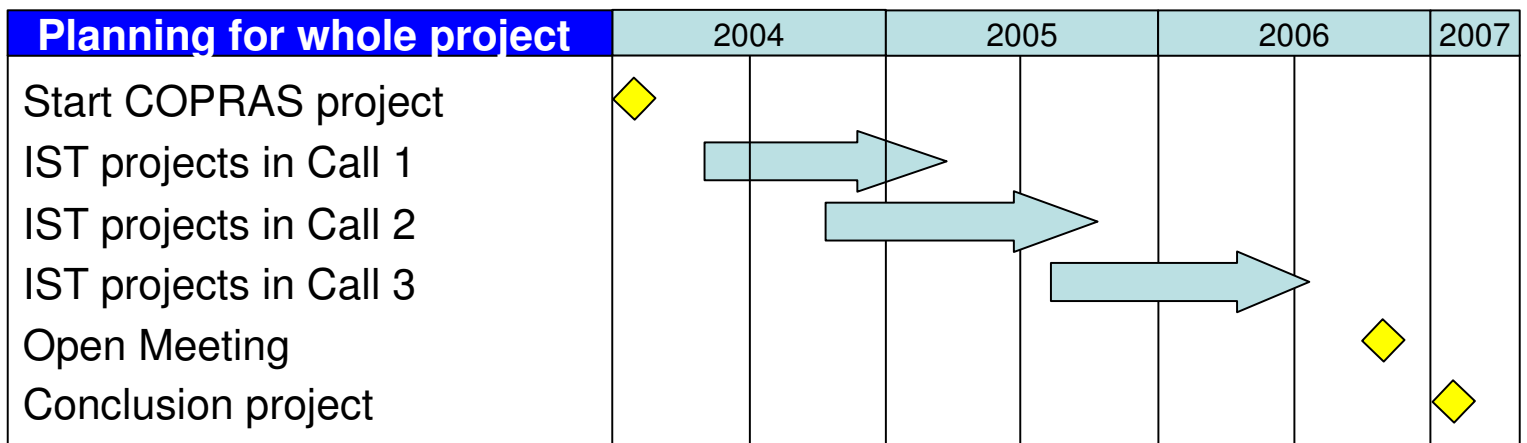 Planning for whole project 2004 2005 2006 2007
Start COPRAS project
IST projects in Call 1
IST projects in Call 2
IST projects in Call 3
Open Meeting
Conclusion project